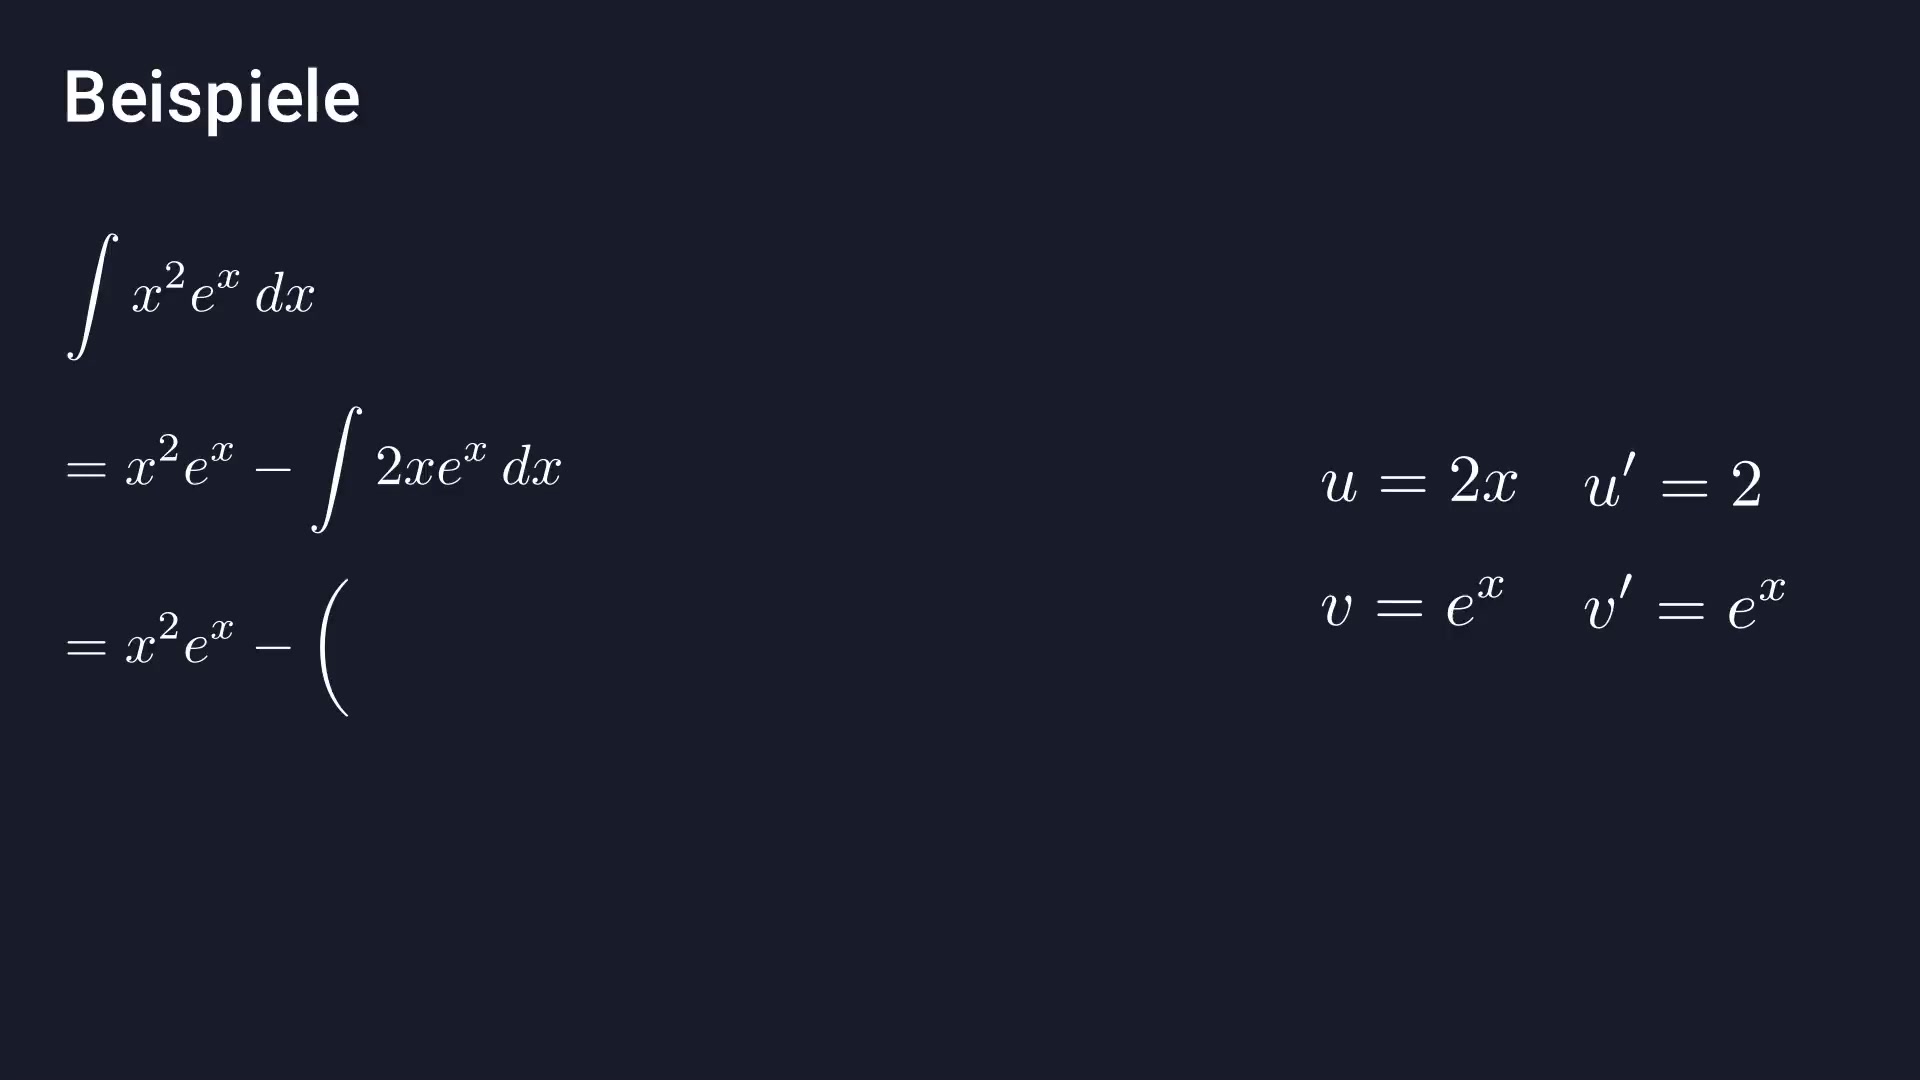 Beispiele
∫ x²eˣ dx
= x²eˣ − ∫ 2xeˣ dx
u = 2x u′ = 2
v = eˣ v′ = eˣ
= x²eˣ − (